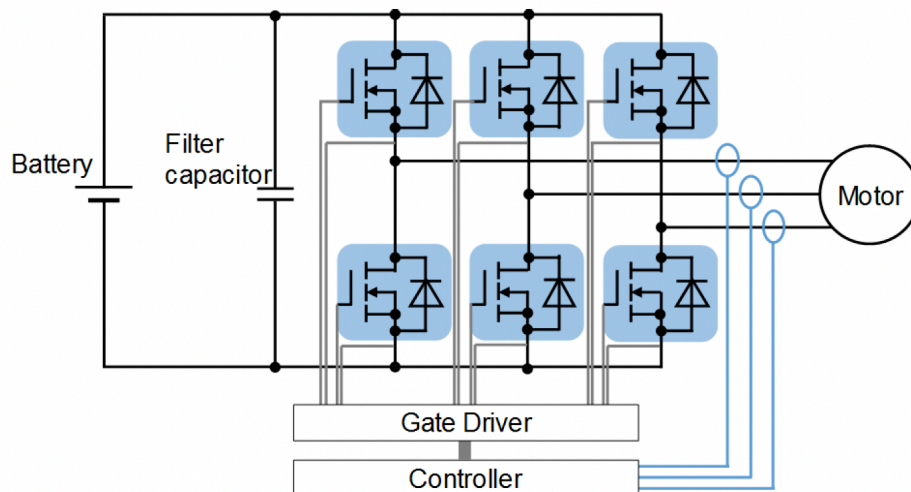 Battery
Filter
capacitor
Motor
Gate Driver
Controller